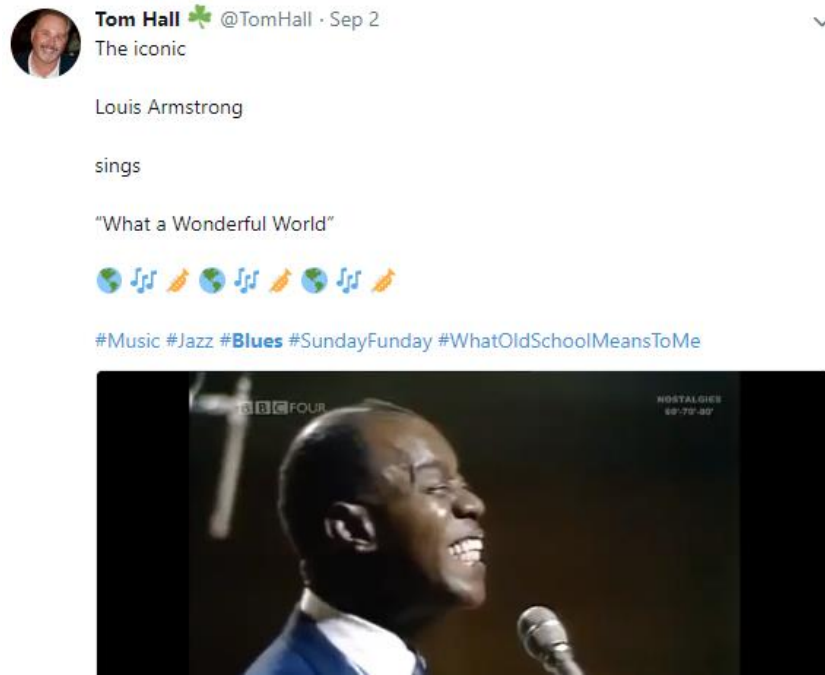 Tom Hall ☘️ @TomHall · Sep 2
The iconic
Louis Armstrong
sings
“What a Wonderful World”
🌎 🎶 🎺 🌎 🎶 🎺 🌎 🎶 🎺
#Music #Jazz #Blues #SundayFunday #WhatOldSchoolMeansToMe
BBC FOUR
NOSTALGIES
60'-70'-80'